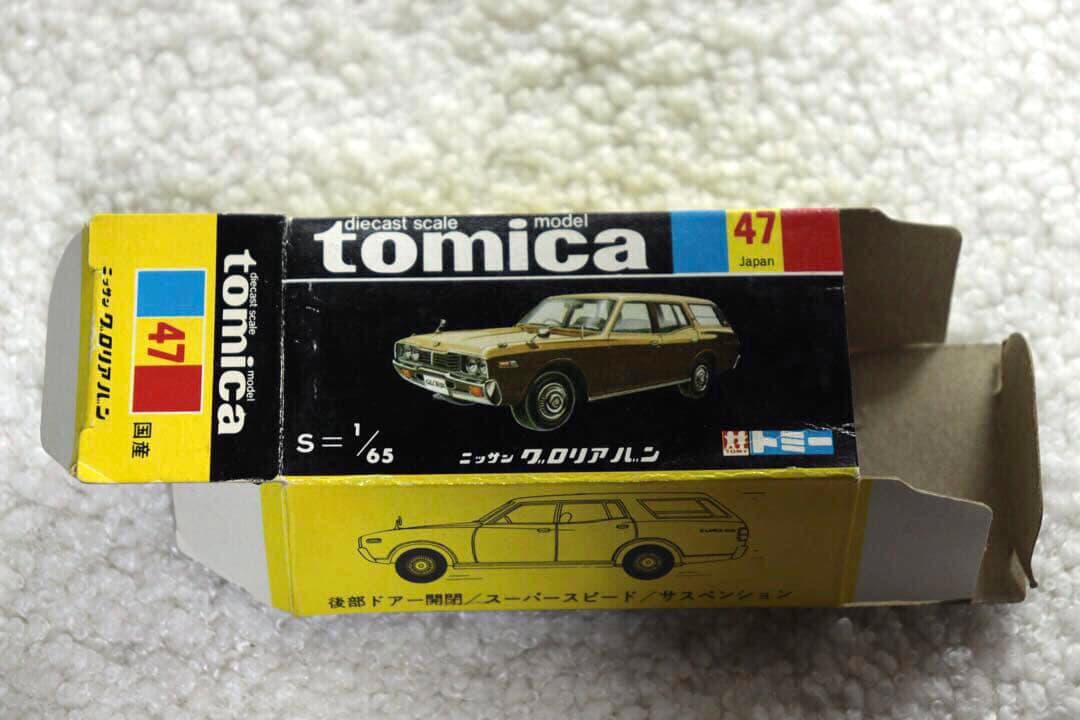 diecast scale model
tomica
47
Japan
S=1/65
ニッサン グロリアバン
TOMY
トミー
後部ドアー開閉/スーパースピード/サスペンション
diecast scale model
tomica
47
ニッサン グロリアバン
国産